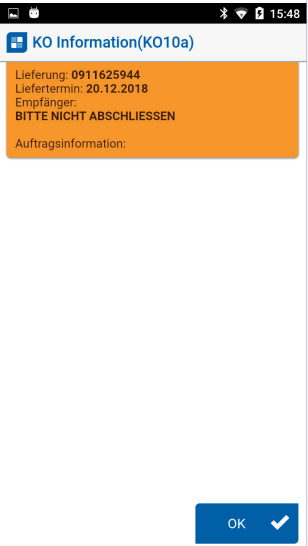 15:48
KO Information(KO10a)
Lieferung: 0911625944
Liefertermin: 20.12.2018
Empfänger:
BITTE NICHT ABSCHLIESSEN
Auftragsinformation:
OK